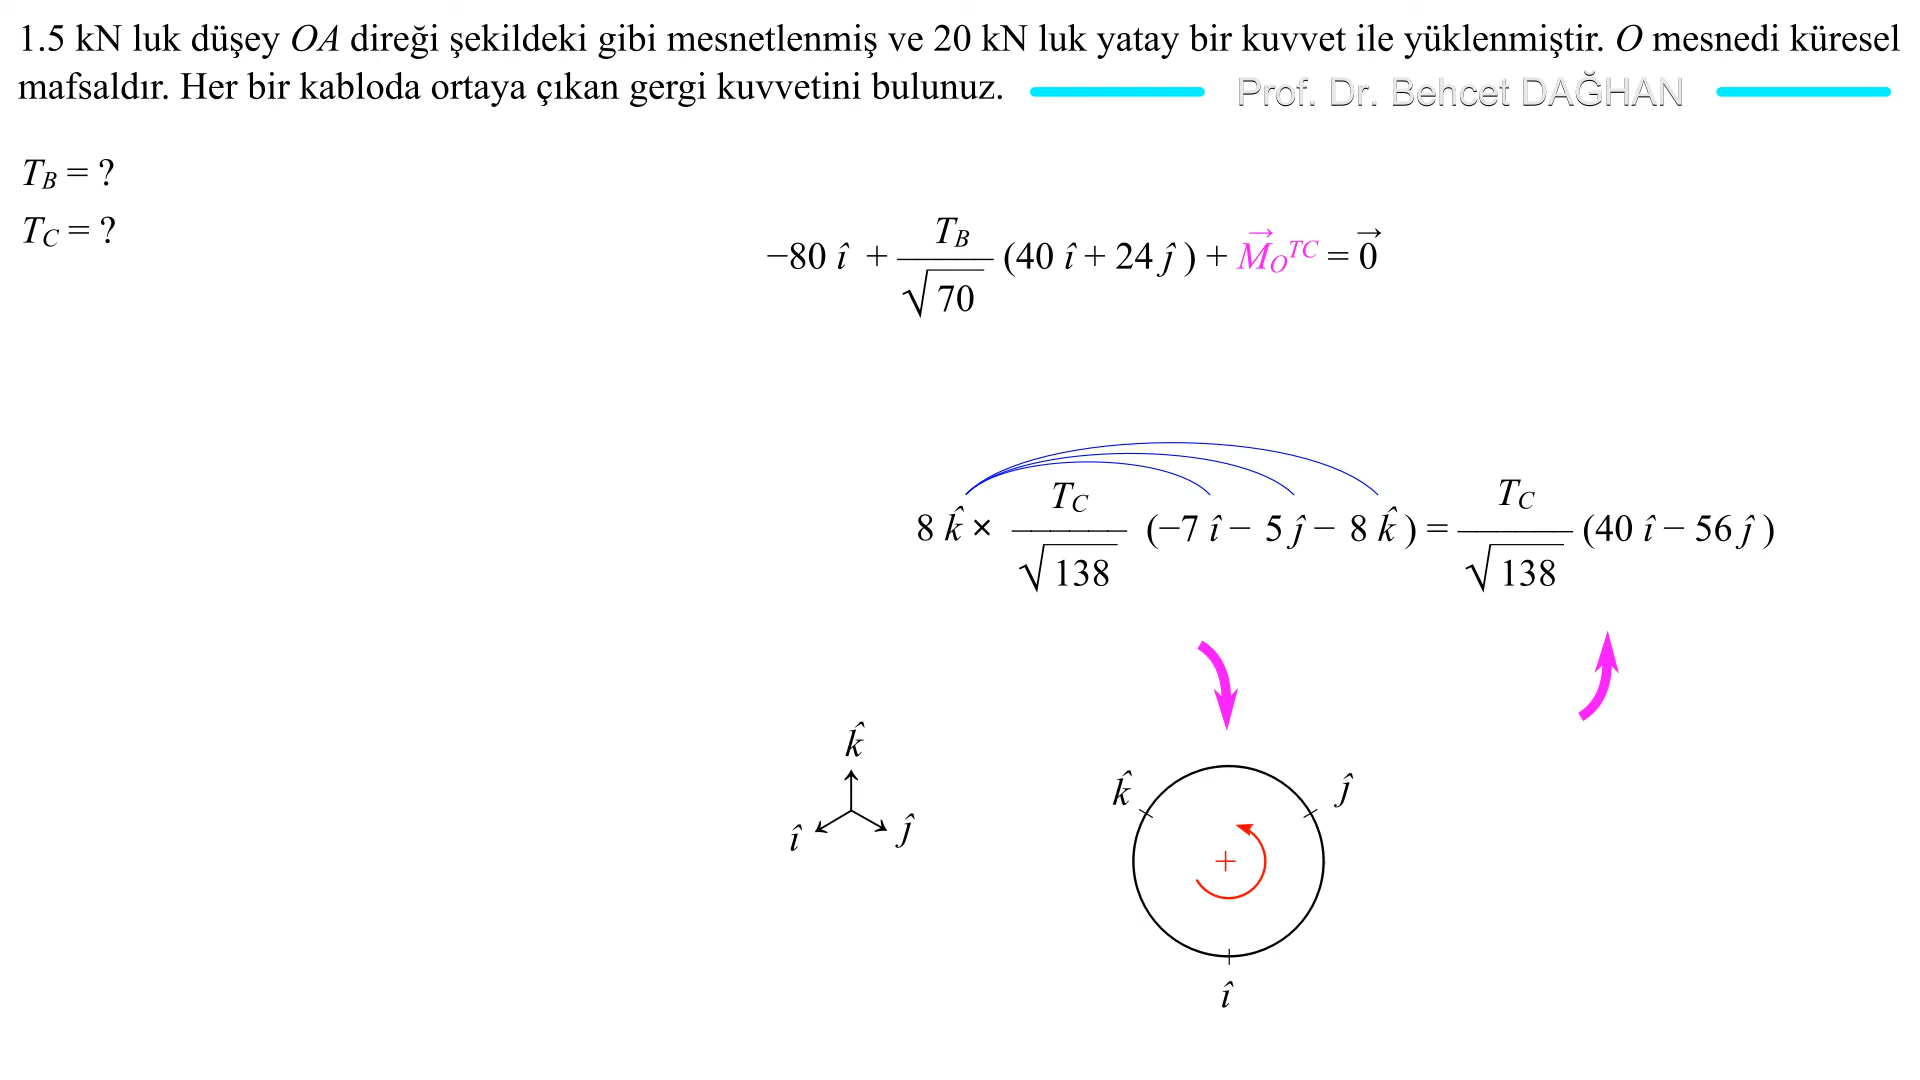 1.5 kN luk düşey OA direği şekildeki gibi mesnetlenmiş ve 20 kN luk yatay bir kuvvet ile yüklenmiştir. O mesnedi küresel
mafsaldır. Her bir kabloda ortaya çıkan gergi kuvvetini bulunuz.
Prof. Dr. Behcet DAĞHAN
T_B = ?
T_C = ?
−80 î + T_B / √70 (40 î + 24 ĵ ) + M⃗_O^TC = 0⃗
8 k̂ × T_C / √138 (−7 î − 5 ĵ − 8 k̂ ) = T_C / √138 (40 î − 56 ĵ )
k̂
î ĵ
k̂ ĵ
+
î